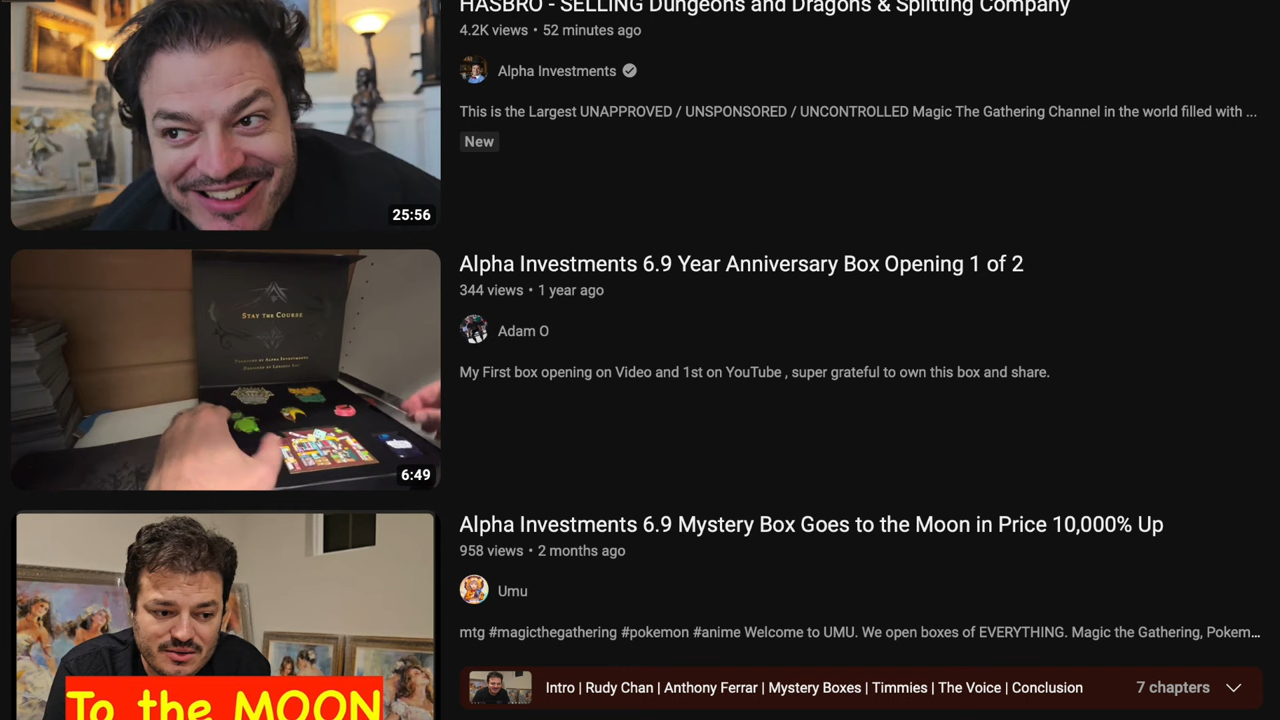 HASBRO - SELLING Dungeons and Dragons & Splitting Company
4.2K views • 52 minutes ago
Alpha Investments
This is the Largest UNAPPROVED / UNSPONSORED / UNCONTROLLED Magic The Gathering Channel in the world filled with ...
New
25:56
Alpha Investments 6.9 Year Anniversary Box Opening 1 of 2
344 views • 1 year ago
Adam O
My First box opening on Video and 1st on YouTube , super grateful to own this box and share.
STAY THE COURSE
6:49
Alpha Investments 6.9 Mystery Box Goes to the Moon in Price 10,000% Up
958 views • 2 months ago
Umu
mtg #magicthegathering #pokemon #anime Welcome to UMU. We open boxes of EVERYTHING. Magic the Gathering, Pokem...
To the MOON
Intro | Rudy Chan | Anthony Ferrar | Mystery Boxes | Timmies | The Voice | Conclusion
7 chapters